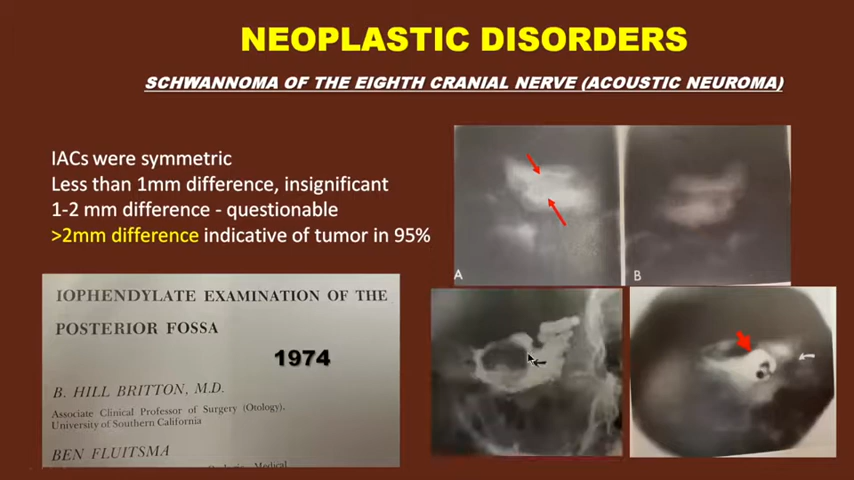 NEOPLASTIC DISORDERS
SCHWANNOMA OF THE EIGHTH CRANIAL NERVE (ACOUSTIC NEUROMA)
IACs were symmetric
Less than 1mm difference, insignificant
1-2 mm difference - questionable
>2mm difference indicative of tumor in 95%
A
B
IOPHENDYLATE EXAMINATION OF THE
POSTERIOR FOSSA
1974
B. HILL BRITTON, M.D.
Associate Clinical Professor of Surgery (Otology),
University of Southern California
BEN FLUITSMA
Medical